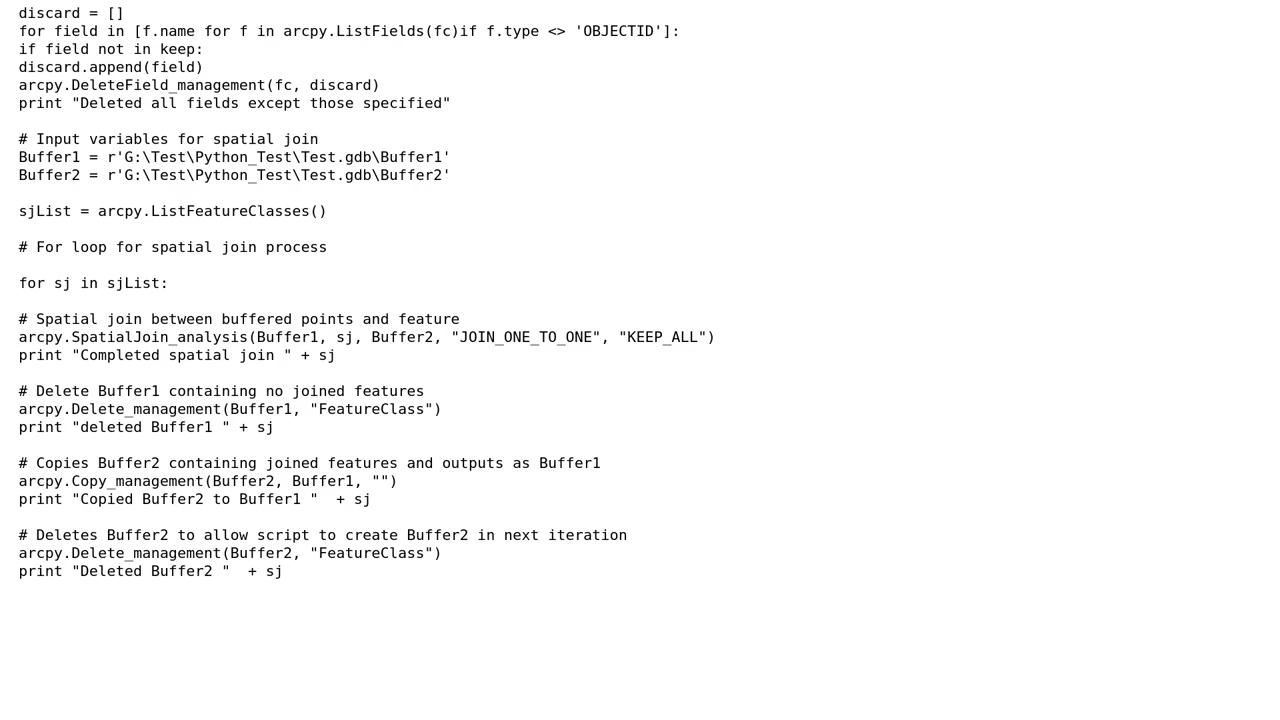 discard = []
for field in [f.name for f in arcpy.ListFields(fc)if f.type <> 'OBJECTID']:
if field not in keep:
discard.append(field)
arcpy.DeleteField_management(fc, discard)
print "Deleted all fields except those specified"
# Input variables for spatial join
Buffer1 = r'G:\Test\Python_Test\Test.gdb\Buffer1'
Buffer2 = r'G:\Test\Python_Test\Test.gdb\Buffer2'
sjList = arcpy.ListFeatureClasses()
# For loop for spatial join process
for sj in sjList:
# Spatial join between buffered points and feature
arcpy.SpatialJoin_analysis(Buffer1, sj, Buffer2, "JOIN_ONE_TO_ONE", "KEEP_ALL")
print "Completed spatial join " + sj
# Delete Buffer1 containing no joined features
arcpy.Delete_management(Buffer1, "FeatureClass")
print "deleted Buffer1 " + sj
# Copies Buffer2 containing joined features and outputs as Buffer1
arcpy.Copy_management(Buffer2, Buffer1, "")
print "Copied Buffer2 to Buffer1 "  + sj
# Deletes Buffer2 to allow script to create Buffer2 in next iteration
arcpy.Delete_management(Buffer2, "FeatureClass")
print "Deleted Buffer2 "  + sj